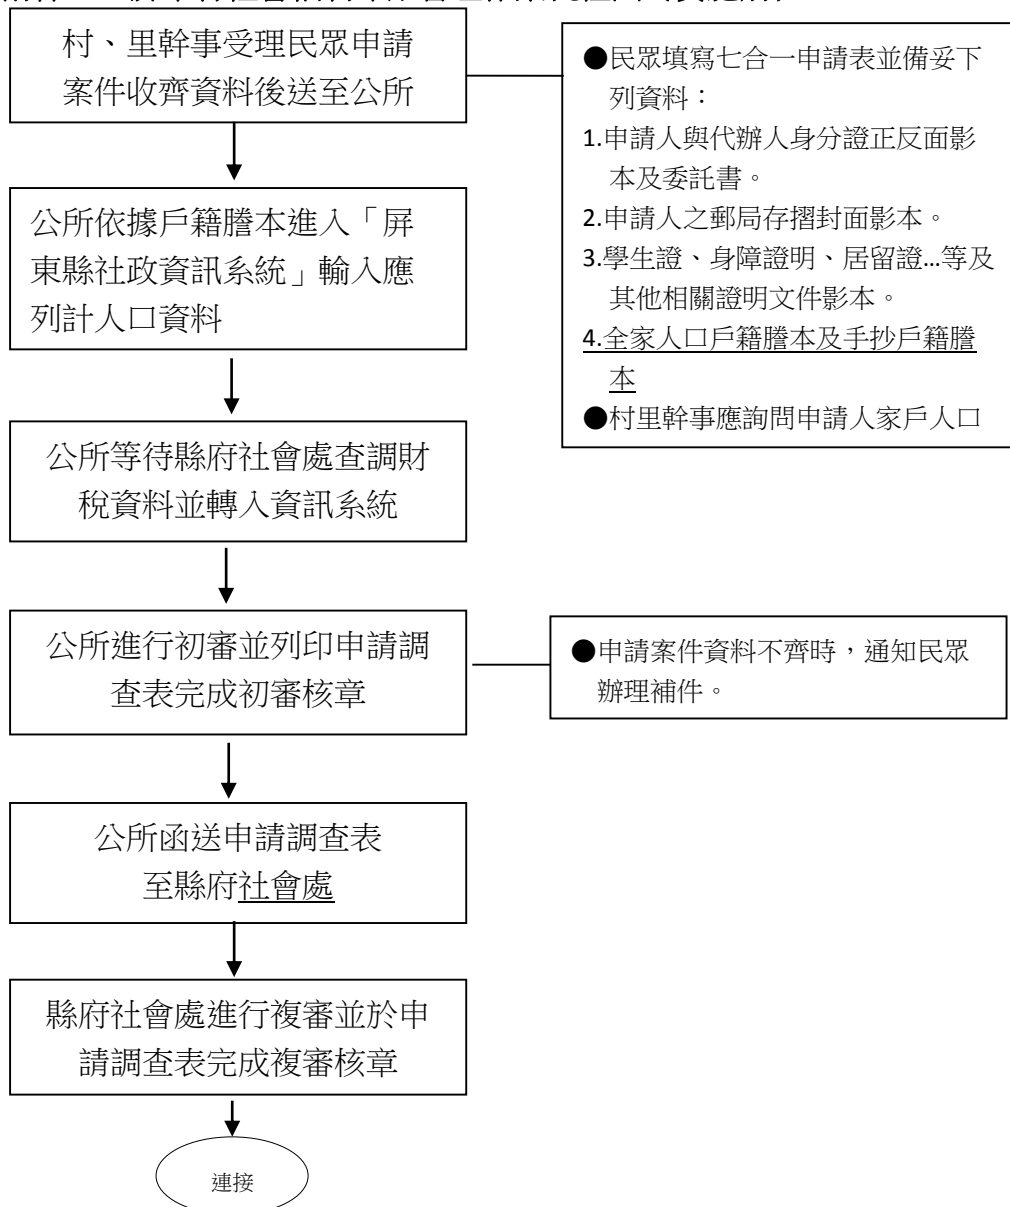 村、里幹事受理民眾申請
案件收齊資料後送至公所
●民眾填寫七合一申請表並備妥下
列資料：
1.申請人與代辦人身分證正反面影
本及委託書。
2.申請人之郵局存摺封面影本。
3.學生證、身障證明、居留證…等及
其他相關證明文件影本。
4.全家人口戶籍謄本及手抄戶籍謄
本
●村里幹事應詢問申請人家戶人口
公所依據戶籍謄本進入「屏
東縣社政資訊系統」輸入應
列計人口資料
公所等待縣府社會處查調財
稅資料並轉入資訊系統
公所進行初審並列印申請調
查表完成初審核章
●申請案件資料不齊時，通知民眾
辦理補件。
公所函送申請調查表
至縣府社會處
縣府社會處進行複審並於申
請調查表完成複審核章
連接